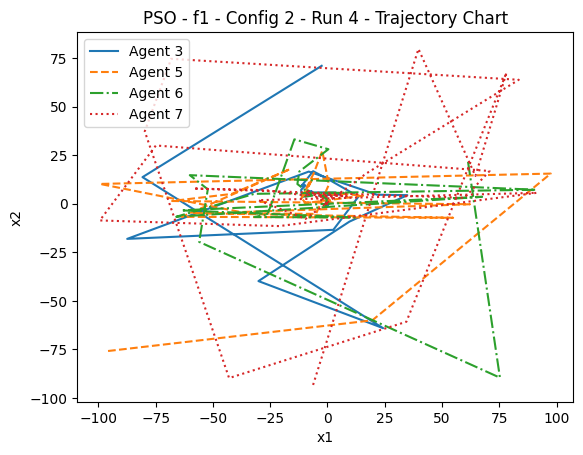 PSO - f1 - Config 2 - Run 4 - Trajectory Chart
Agent 3
Agent 5
Agent 6
Agent 7
75
50
25
0
−25
−50
−75
−100
x2
−100 −75 −50 −25 0 25 50 75 100
x1